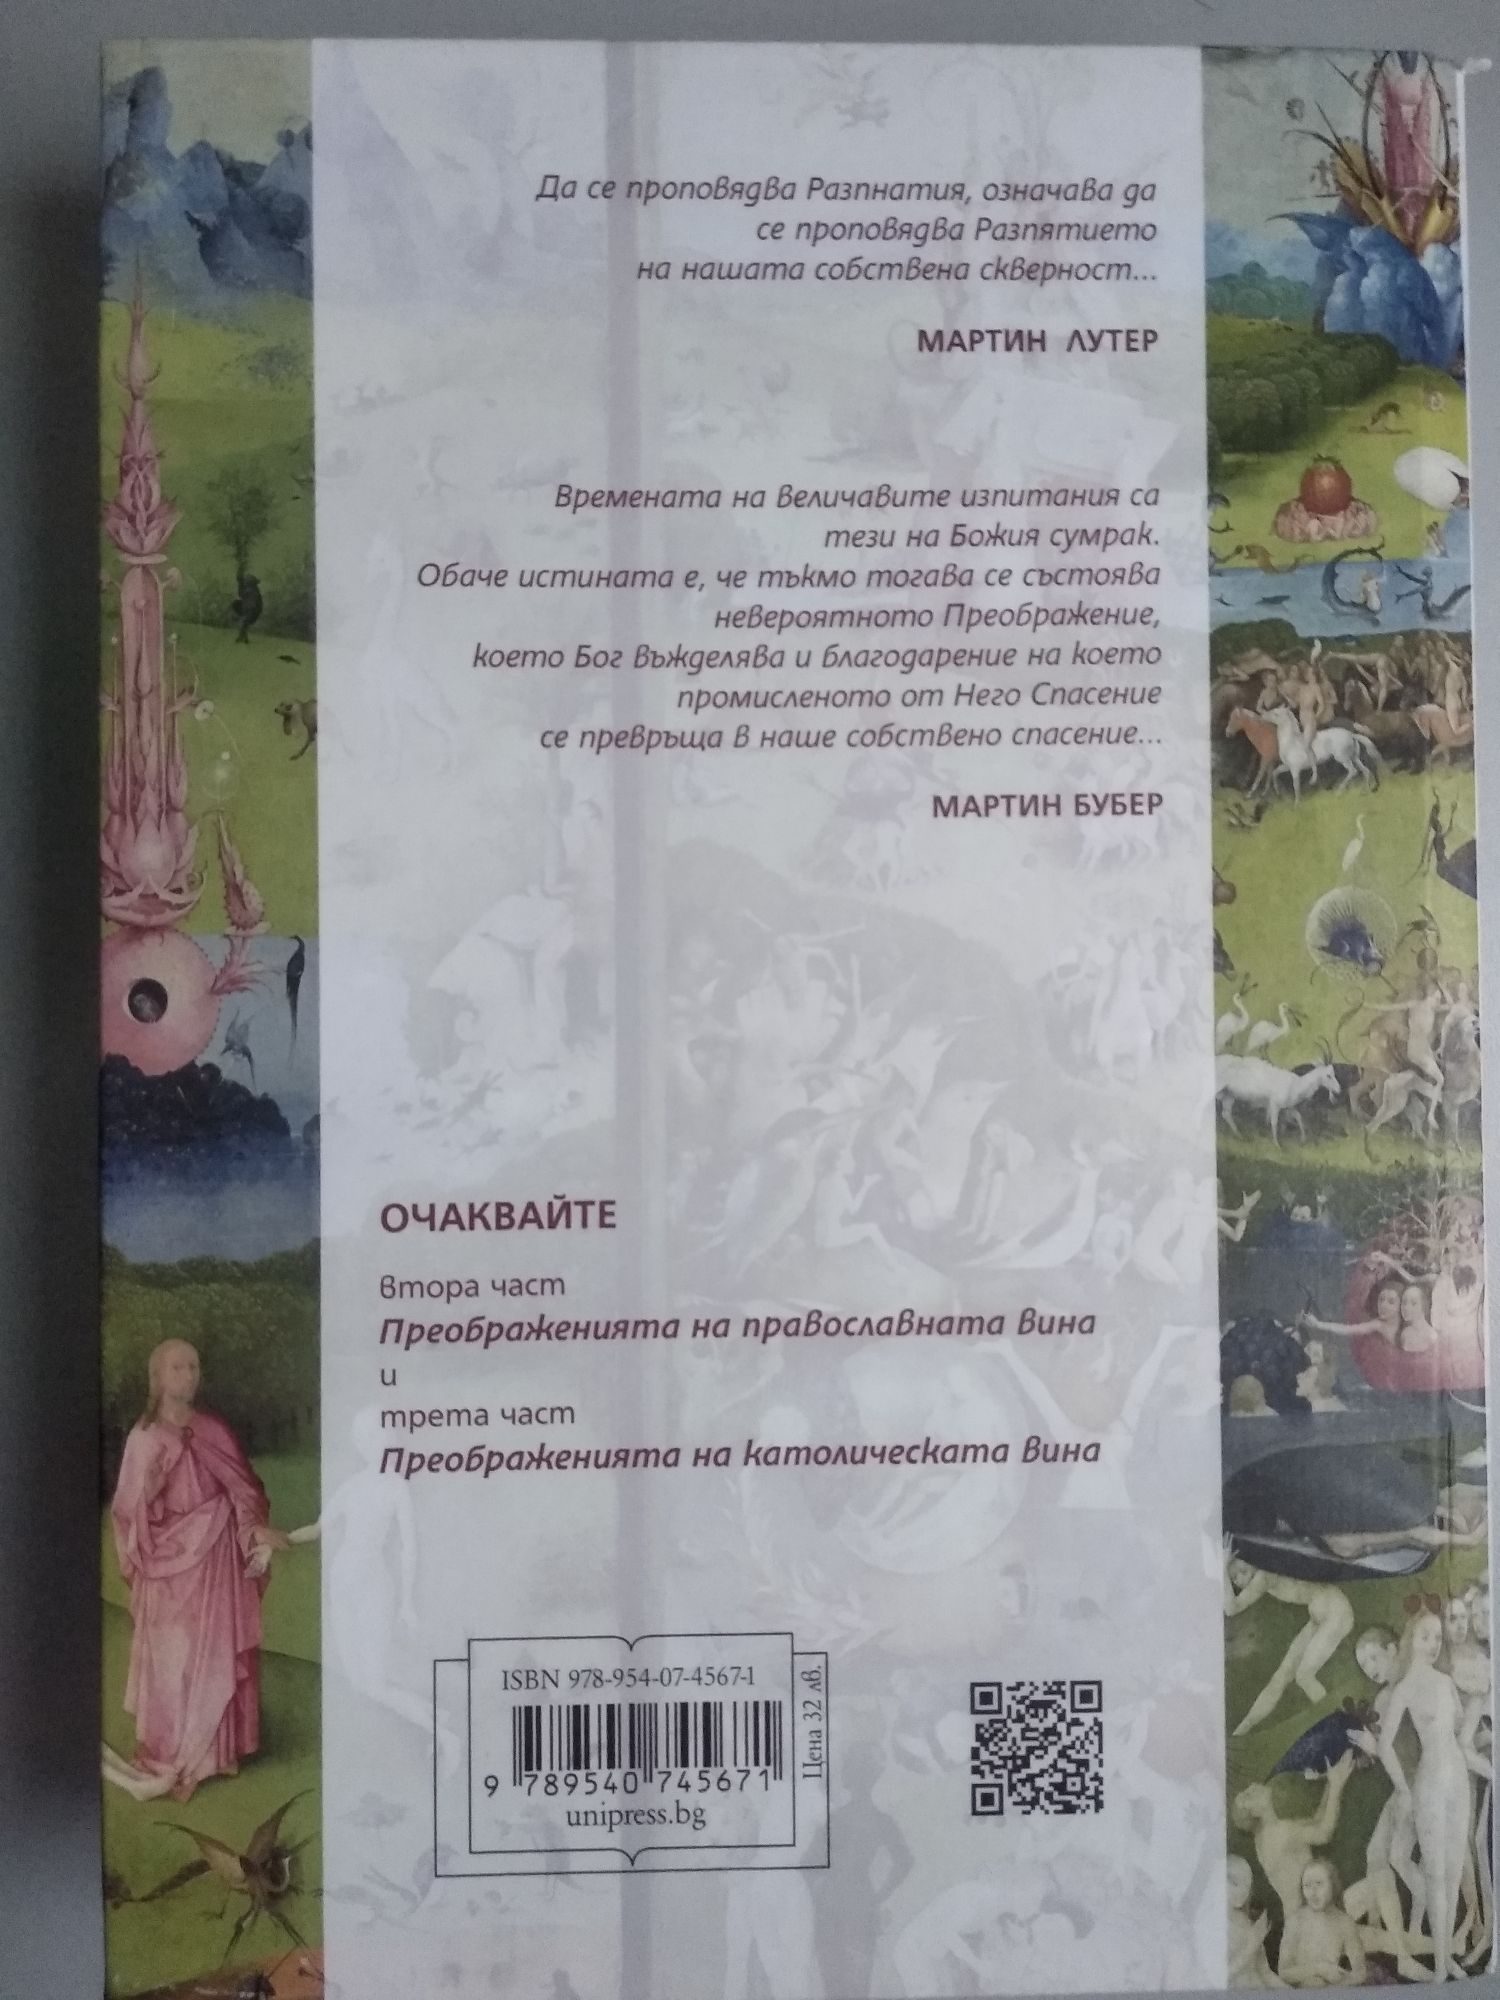 Да се проповядва Разпнатия, означава да
се проповядва Разпятието
на нашата собствена скверност...
МАРТИН ЛУТЕР
Времената на величавите изпитания са
тези на Божия сумрак.
Обаче истината е, че тъкмо тогава се състоява
невероятното Преображение,
което Бог въжделява и благодарение на което
промисленото от Него Спасение
се превръща в наше собствено спасение...
МАРТИН БУБЕР
ОЧАКВАЙТЕ
втора част
Преображенията на православната вина
и
трета част
Преображенията на католическата вина
ISBN 978-954-07-4567-1
9 789540 745671
unipress.bg
Цена 32 лв.